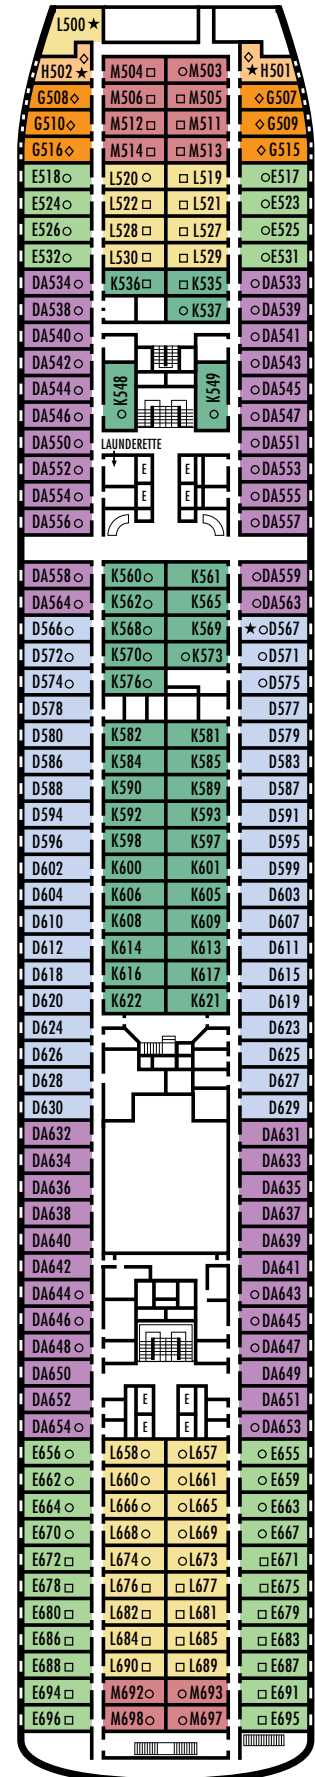 L500★
H502★ M504□ ○M503 ◇★H501
G508◇ M506□ □M505 ◇G507
G510◇ M512□ □M511 ◇G509
G516◇ M514□ □M513 ◇G515
E518○ L520○ □L519 ○E517
E524○ L522□ □L521 ○E523
E526○ L528□ □L527 ○E525
E532○ L530□ □L529 ○E531
DA534○ K536□ □K535 ○DA533
DA538○ ○K537 ○DA539
DA540○ ○DA541
DA542○ ○DA543
DA544○ ○K548 ○K549 ○DA545
DA546○ ○DA547
DA550○ ○DA551
LAUNDERETTE
DA552○ E E ○DA553
DA554○ E E ○DA555
DA556○ ○DA557
DA558○ K560○ K561 ○DA559
DA564○ K562○ K565 ○DA563
D566○ K568○ K569 ★○D567
D572○ K570○ ○K573 ○D571
D574○ K576○ ○D575
D578 D577
D580 K582 K581 D579
D586 K584 K585 D583
D588 K590 K589 D587
D594 K592 K593 D591
D596 K598 K597 D595
D602 K600 K601 D599
D604 K606 K605 D603
D610 K608 K609 D607
D612 K614 K613 D611
D618 K616 K617 D615
D620 K622 K621 D619
D624 D623
D626 D625
D628 D627
D630 D629
DA632 DA631
DA634 DA633
DA636 DA635
DA638 DA637
DA640 DA639
DA642 DA641
DA644○ ○DA643
DA646○ ○DA645
DA648○ ○DA647
DA650 DA649
DA652 E E DA651
DA654○ E E ○DA653
E656○ L658○ ○L657 ○E655
E662○ L660○ ○L661 ○E659
E664○ L666○ ○L665 ○E663
E670○ L668○ ○L669 ○E667
E672□ L674○ ○L673 □E671
E678□ L676□ □L677 □E675
E680□ L682□ □L681 □E679
E686□ L684□ □L685 □E683
E688□ L690□ □L689 □E687
E694□ M692○ ○M693 □E691
E696□ M698○ ○M697 □E695